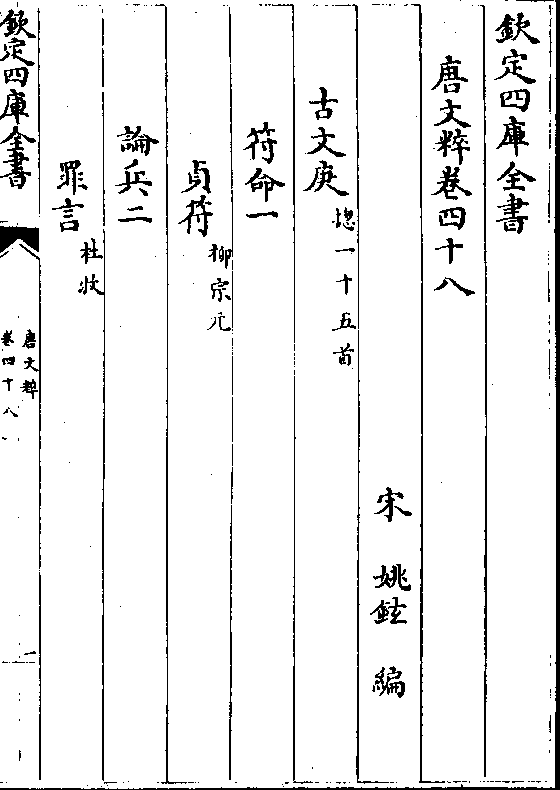 欽定四庫全書
唐文粹卷四十八
宋 姚鉉 編
古文庚 惣一十五首
符命一
貞符 柳宗元
論兵二
罪言 杜牧
欽定四庫全書
唐文粹
卷四十八
一